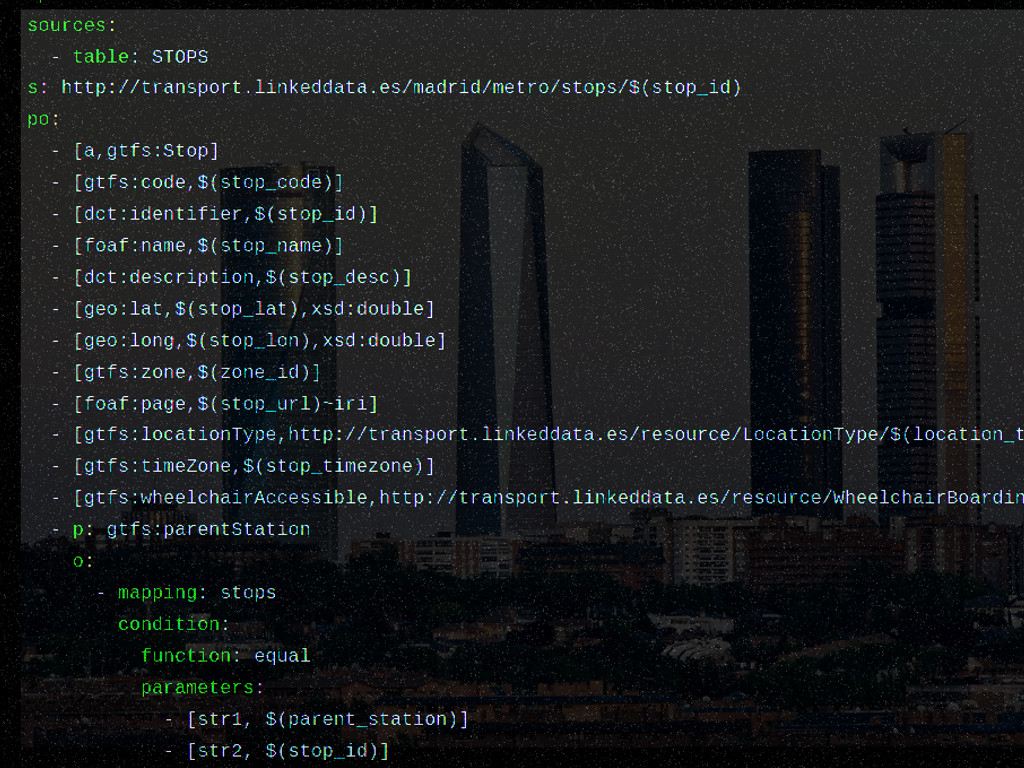 sources:
- table: STOPS
s: http://transport.linkeddata.es/madrid/metro/stops/$(stop_id)
po:
- [a,gtfs:Stop]
- [gtfs:code,$(stop_code)]
- [dct:identifier,$(stop_id)]
- [foaf:name,$(stop_name)]
- [dct:description,$(stop_desc)]
- [geo:lat,$(stop_lat),xsd:double]
- [geo:long,$(stop_lon),xsd:double]
- [gtfs:zone,$(zone_id)]
- [foaf:page,$(stop_url)~iri]
- [gtfs:locationType,http://transport.linkeddata.es/resource/LocationType/$(location_t
- [gtfs:timeZone,$(stop_timezone)]
- [gtfs:wheelchairAccessible,http://transport.linkeddata.es/resource/WheelchairBoardin
- p: gtfs:parentStation
o:
- mapping: stops
condition:
function: equal
parameters:
- [str1, $(parent_station)]
- [str2, $(stop_id)]